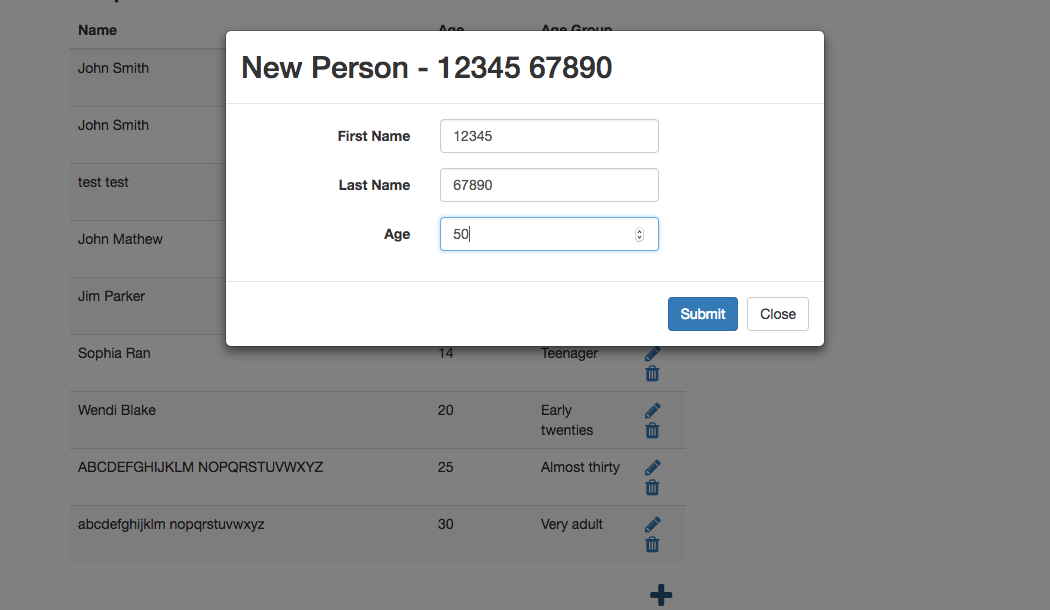 Name Age Age Group
New Person - 12345 67890
First Name 12345
Last Name 67890
Age 50
Submit Close
John Smith
John Smith
test test
John Mathew
Jim Parker
Sophia Ran 14 Teenager
Wendi Blake 20 Early
twenties
ABCDEFGHIJKLM NOPQRSTUVWXYZ 25 Almost thirty
abcdefghijklm nopqrstuvwxyz 30 Very adult